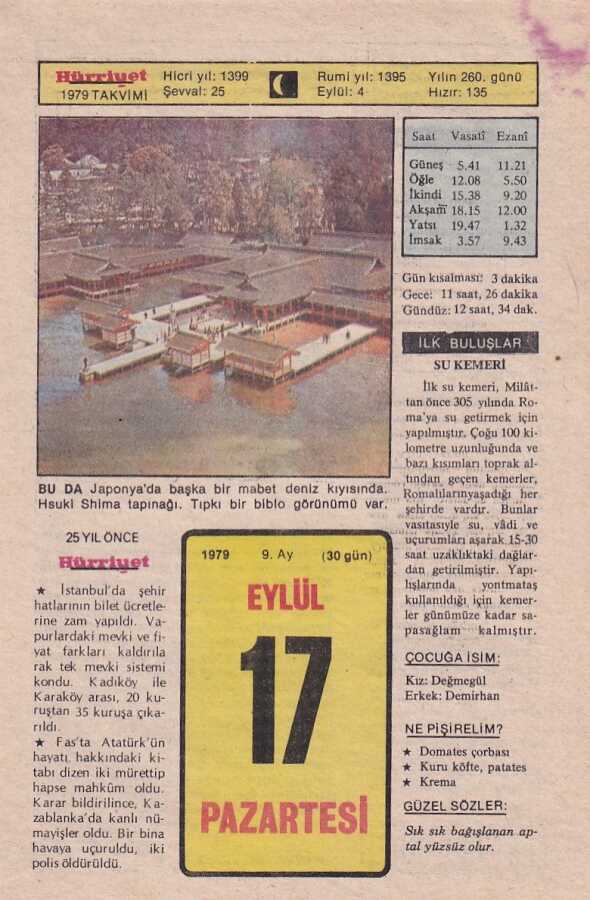 Hürriyet
1979 TAKVİMİ
Hicri yıl: 1399
Şevval: 25
Rumi yıl: 1395
Eylül: 4
Yılın 260. günü
Hızır: 135
Saat Vasatî Ezanî
Güneş 5.41 11.21
Öğle 12.08 5.50
İkindi 15.38 9.20
Akşam 18.15 12.00
Yatsı 19.47 1.32
İmsak 3.57 9.43
Gün kısalması: 3 dakika
Gece: 11 saat, 26 dakika
Gündüz: 12 saat, 34 dak.
İLK BULUŞLAR
SU KEMERİ
İlk su kemeri, Milât-
tan önce 305 yılında Ro-
ma'ya su getirmek için
yapılmıştır. Çoğu 100 ki-
lometre uzunluğunda ve
bazı kısımları toprak al-
tından geçen kemerler,
Romalılarınyaşadığı her
şehirde vardır. Bunlar
vasıtasıyle su, vâdi ve
uçurumları aşarak 15-30
saat uzaklıktaki dağlar-
dan getirilmiştir. Yapı-
lışlarında yontmataş
kullanıldığı için kemer-
ler günümüze kadar sa-
pasağlam kalmıştır.
BU DA Japonya'da başka bir mabet deniz kıyısında.
Hsuki Shima tapınağı. Tıpkı bir biblo görünümü var.
25 YIL ÖNCE
Hürriyet
★ İstanbul'da şehir
hatlarının bilet ücretle-
rine zam yapıldı. Va-
purlardaki mevki ve fi-
yat farkları kaldırıla
rak tek mevki sistemi
kondu. Kadıköy ile
Karaköy arası, 20 ku-
ruştan 35 kuruşa çıka-
rıldı.
★ Fas'ta Atatürk'ün
hayatı hakkındaki ki-
tabı dizen iki mürettip
hapse mahkûm oldu.
Karar bildirilince, Ka-
zablanka'da kanlı nü-
mayişler oldu. Bir bina
havaya uçuruldu, iki
polis öldürüldü.
1979 9. Ay (30 gün)
EYLÜL
17
PAZARTESİ
ÇOCUĞA İSİM:
Kız: Değmegül
Erkek: Demirhan
NE PİŞİRELİM?
★ Domates çorbası
★ Kuru köfte, patates
★ Krema
GÜZEL SÖZLER:
Sık sık bağışlanan ap-
tal yüzsüz olur.